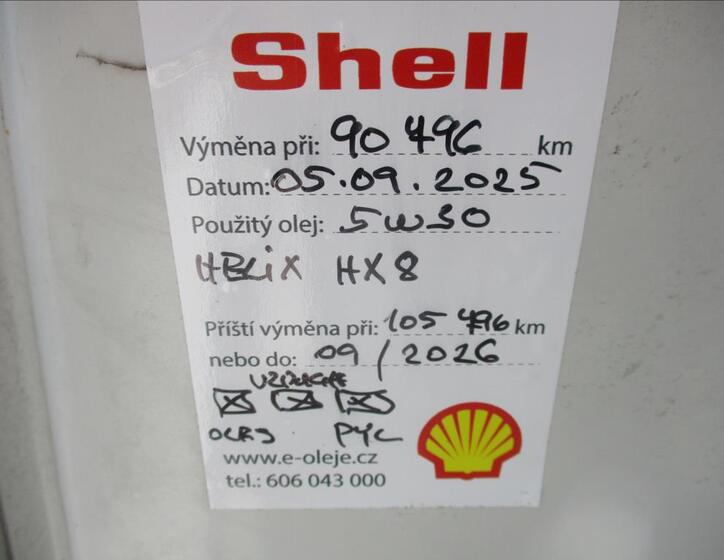 Shell
Výměna při: 90 496 km
Datum: 05.09.2025
Použitý olej: 5W30
HELIX HX8
Příští výměna při: 105 496 km
nebo do: 09/2026
PYL
www.e-oleje.cz
tel.: 606 043 000